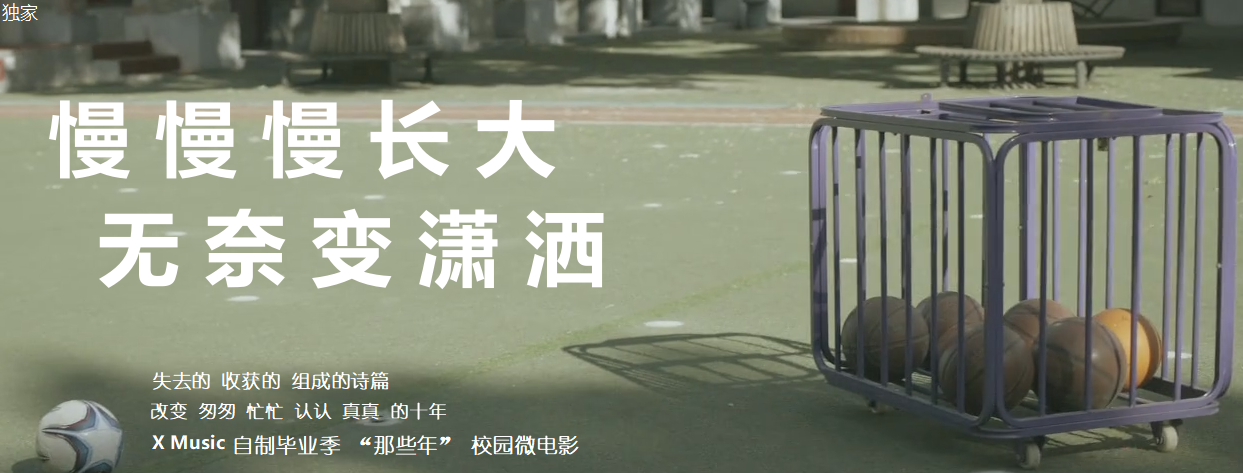 独家
慢慢慢长大
无奈变潇洒
失去的 收获的 组成的诗篇
改变 匆匆 忙忙 认认 真真 的十年
X Music 自制毕业季 “那些年” 校园微电影